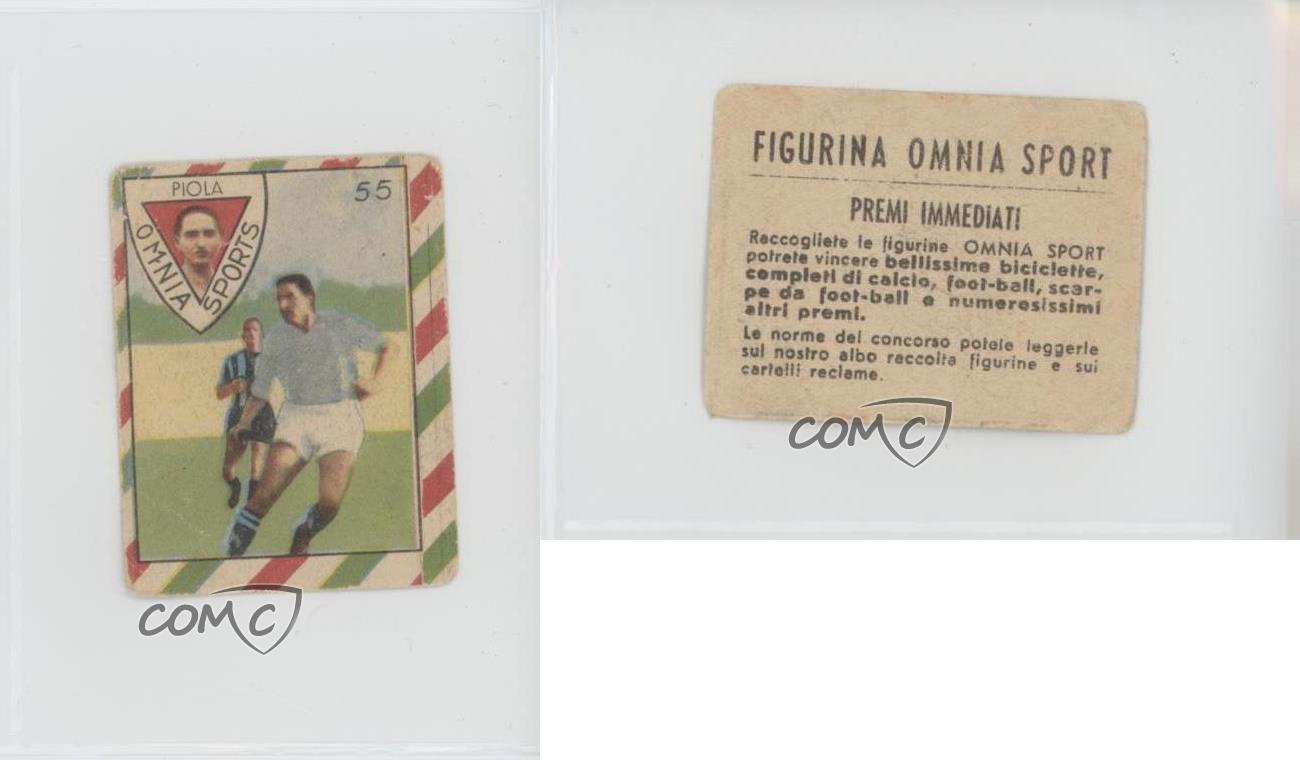 PIOLA
55
OMNIA SPORTS
COMC
FIGURINA OMNIA SPORT
PREMI IMMEDIATI
Raccogliete le figurine OMNIA SPORT
potrete vincere bellissime biciclette,
completi di calcio, foot-ball, scar-
pe da foot-ball e numerosissimi
altri premi.
Le norme del concorso potete leggerle
sul nostro albo raccolta figurine e sui
cartelli reclame.
COMC